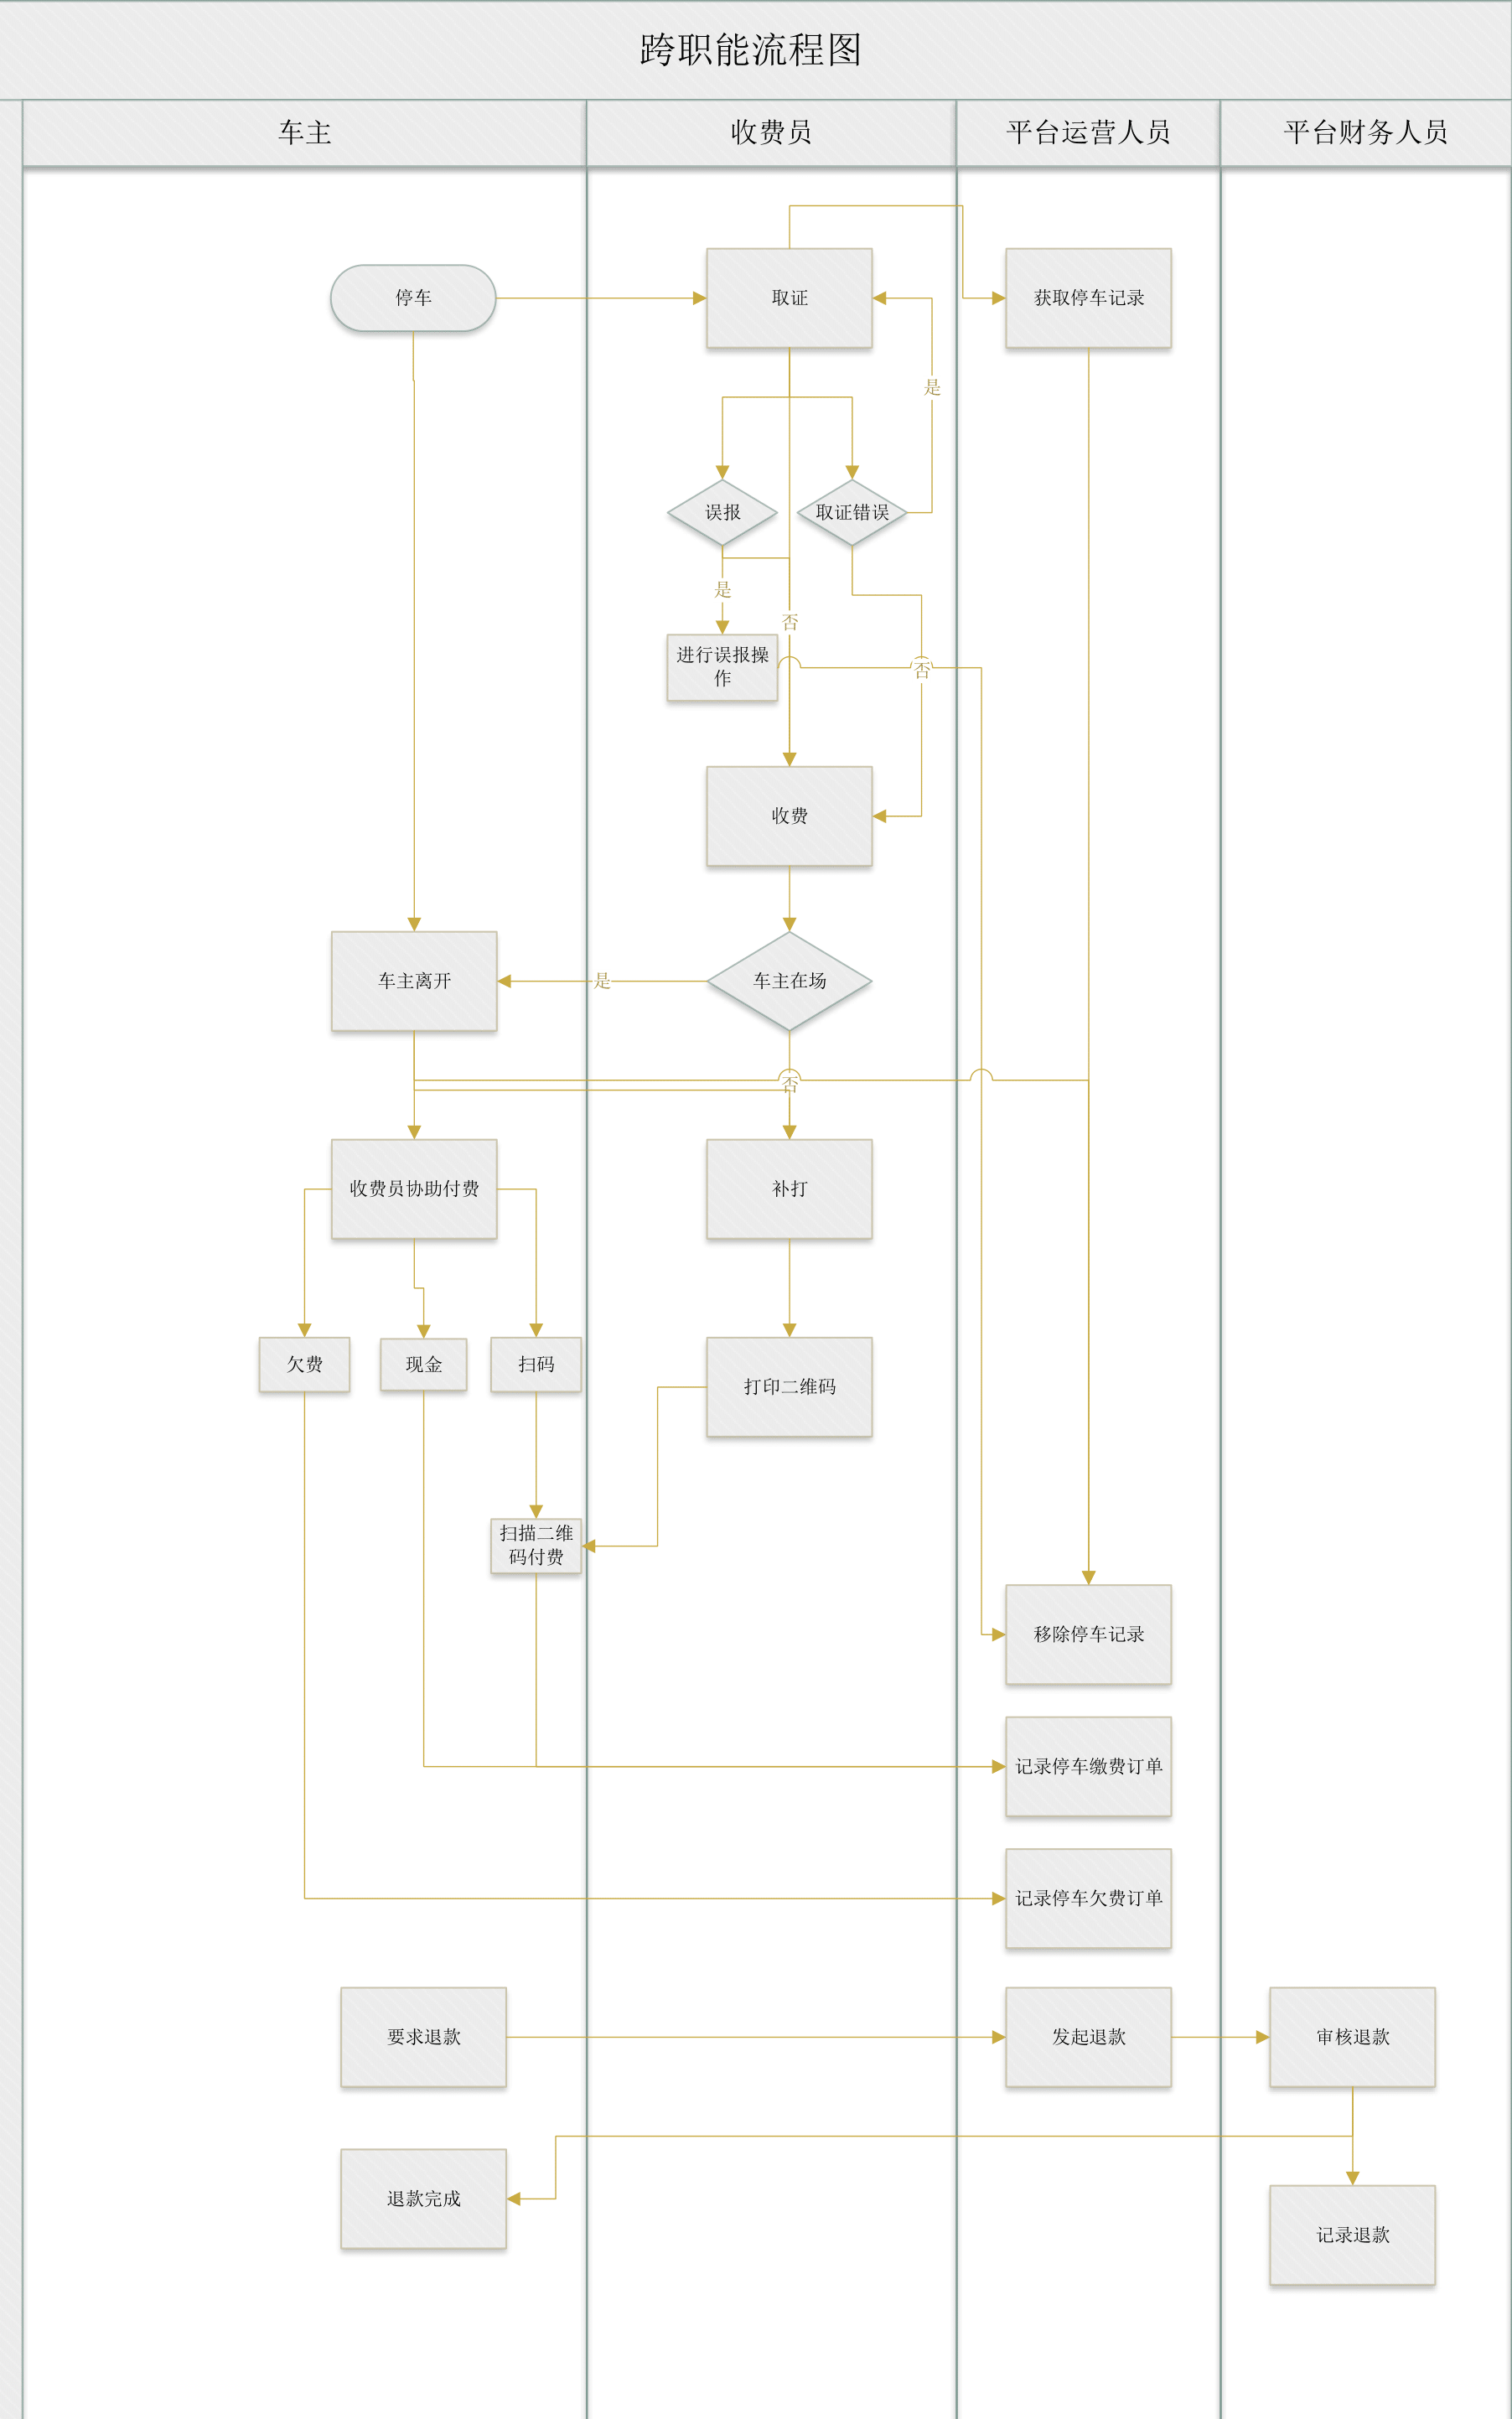 跨职能流程图
车主
收费员
平台运营人员
平台财务人员
停车
取证
获取停车记录
是
误报
取证错误
是
否
进行误报操
作
否
收费
车主离开
是
车主在场
否
收费员协助付费
补打
欠费
现金
扫码
打印二维码
扫描二维
码付费
移除停车记录
记录停车缴费订单
记录停车欠费订单
要求退款
发起退款
审核退款
退款完成
记录退款